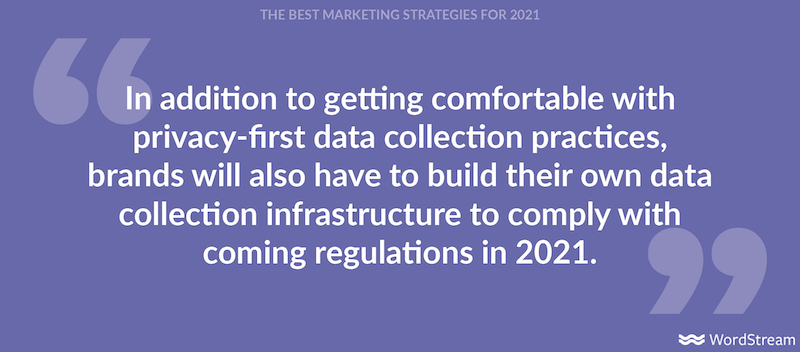 THE BEST MARKETING STRATEGIES FOR 2021
In addition to getting comfortable with
privacy-first data collection practices,
brands will also have to build their own data
collection infrastructure to comply with
coming regulations in 2021.
WordStream